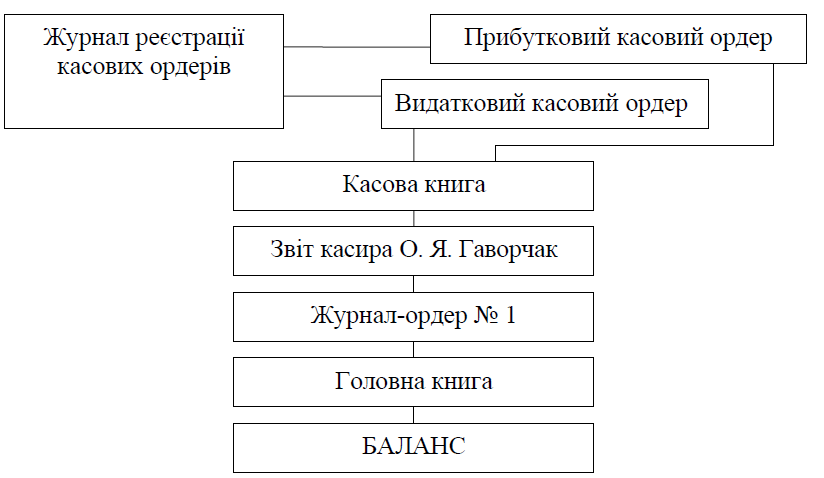 Журнал реєстрації
касових ордерів
Прибутковий касовий ордер
Видатковий касовий ордер
Касова книга
Звіт касира О. Я. Гаворчак
Журнал-ордер № 1
Головна книга
БАЛАНС